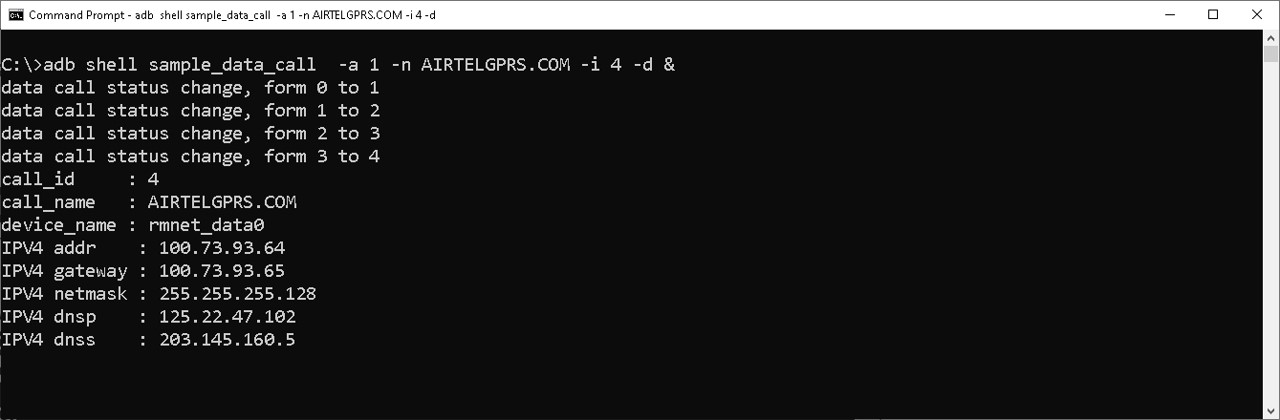 Command Prompt - adb  shell sample_data_call  -a 1 -n AIRTELGPRS.COM -i 4 -d
C:\>adb shell sample_data_call  -a 1 -n AIRTELGPRS.COM -i 4 -d &
data call status change, form 0 to 1
data call status change, form 1 to 2
data call status change, form 2 to 3
data call status change, form 3 to 4
call_id     : 4
call_name   : AIRTELGPRS.COM
device_name : rmnet_data0
IPV4 addr    : 100.73.93.64
IPV4 gateway : 100.73.93.65
IPV4 netmask : 255.255.255.128
IPV4 dnsp    : 125.22.47.102
IPV4 dnss    : 203.145.160.5